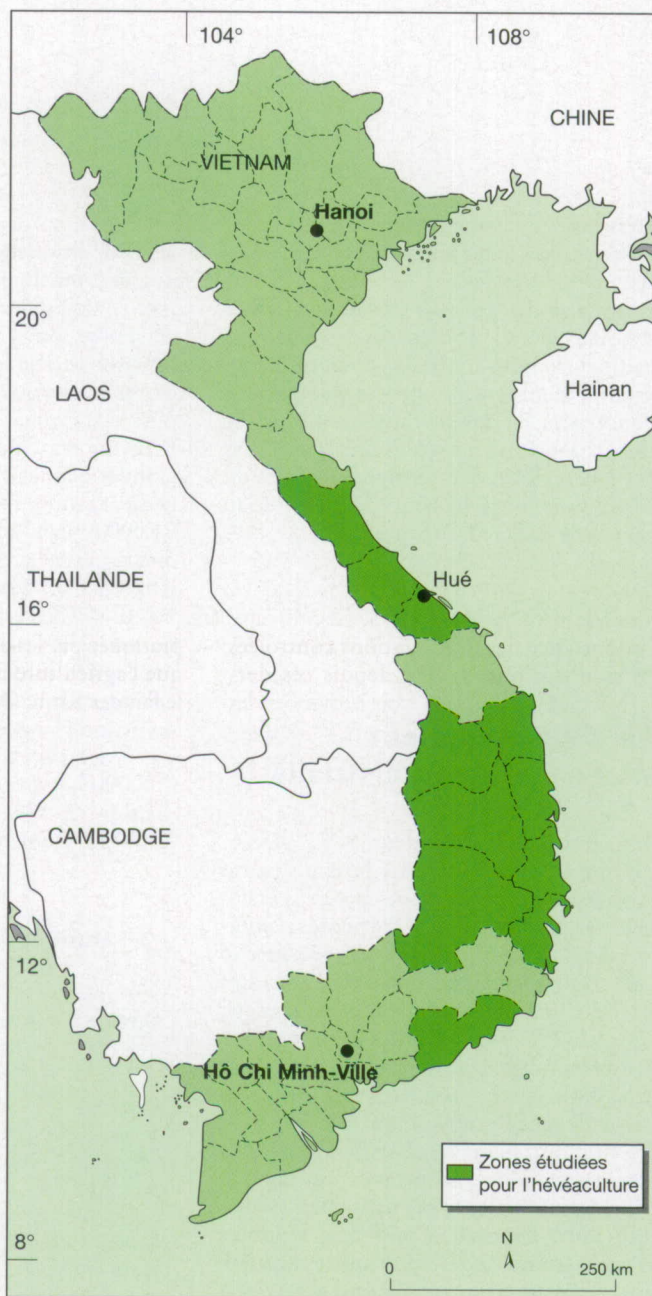 104°
108°
CHINE
VIETNAM
Hanoi
20°
LAOS
Hainan
THAILANDE
Hué
16°
CAMBODGE
12°
Hô Chi Minh-Ville
Zones étudiées
pour l'hévéaculture
8°
N
0
250 km